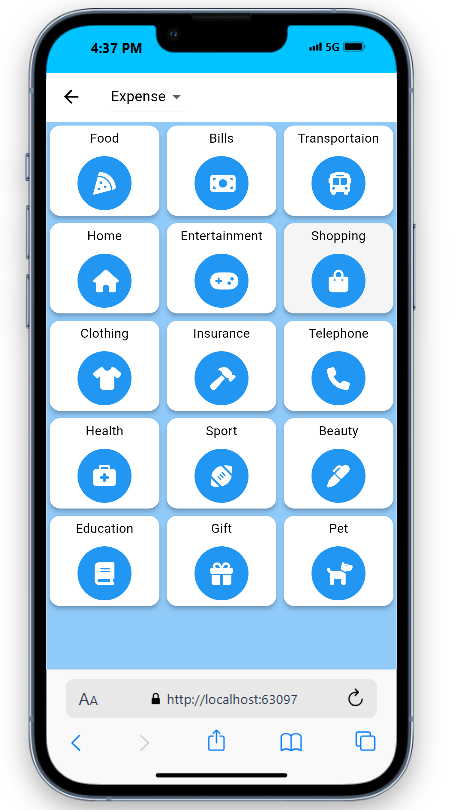 4:37 PM 5G
Expense
Food Bills Transportaion
Home Entertainment Shopping
Clothing Insurance Telephone
Health Sport Beauty
Education Gift Pet
AA http://localhost:63097